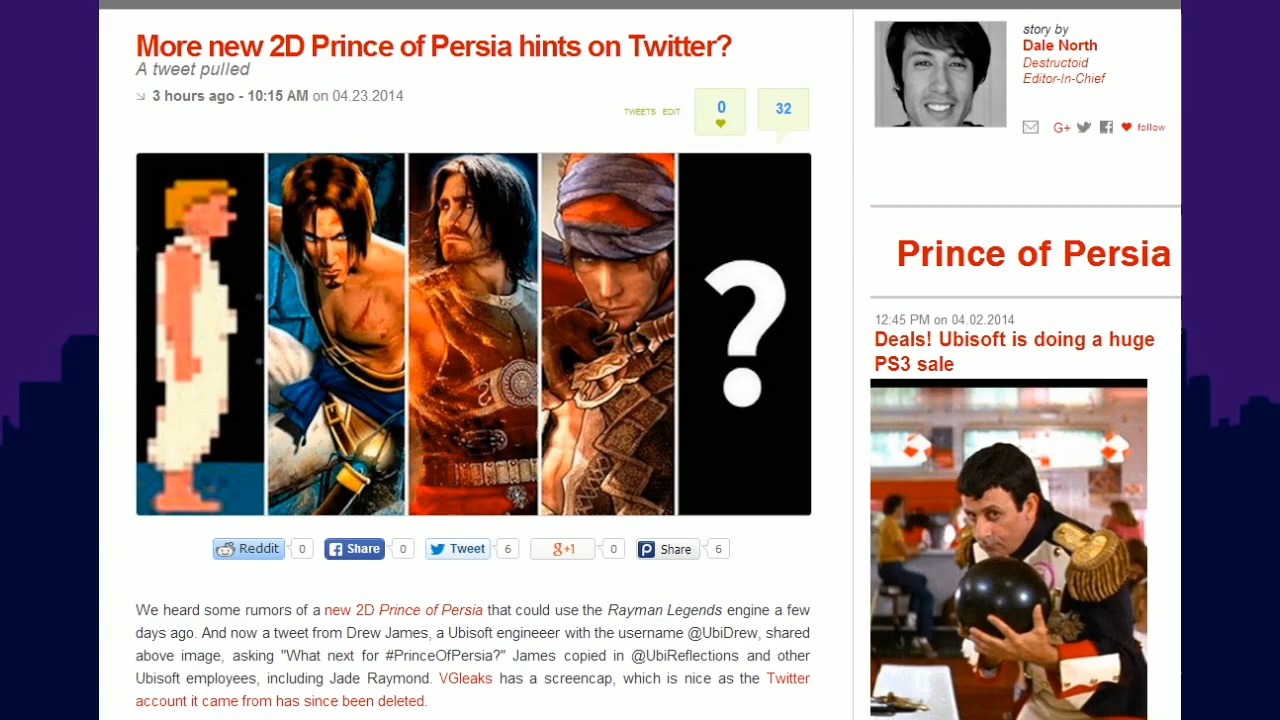 More new 2D Prince of Persia hints on Twitter?
A tweet pulled
3 hours ago - 10:15 AM on 04.23.2014
TWEETS EDIT
0
32
?
Reddit 0
Share 0
Tweet 6
g+1 0
Share 6
We heard some rumors of a new 2D Prince of Persia that could use the Rayman Legends engine a few
days ago. And now a tweet from Drew James, a Ubisoft engineeer with the username @UbiDrew, shared
above image, asking "What next for #PrinceOfPersia?" James copied in @UbiReflections and other
Ubisoft employees, including Jade Raymond. VGleaks has a screencap, which is nice as the Twitter
account it came from has since been deleted.
story by
Dale North
Destructoid
Editor-In-Chief
G+ follow
Prince of Persia
12:45 PM on 04.02.2014
Deals! Ubisoft is doing a huge
PS3 sale